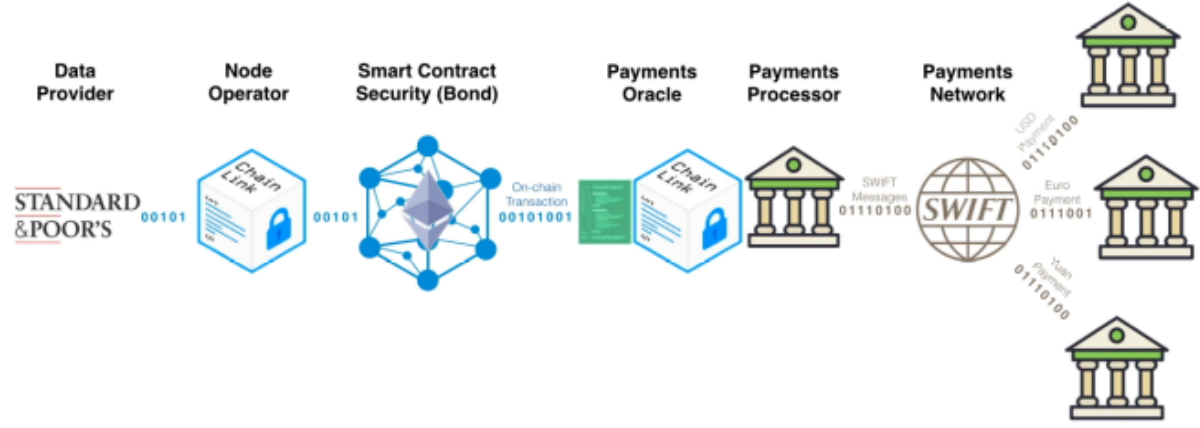 Data
Provider
Node
Operator
Smart Contract
Security (Bond)
Payments
Oracle
Payments
Processor
Payments
Network
STANDARD
&POOR'S
00101
Chain
Link
00101
On-chain
Transaction
00101001
Chain
Link
SWIFT
Messages
01110100
SWIFT
USD
Payment
01110100
Euro
Payment
0111001
Yuan
Payment
01110100